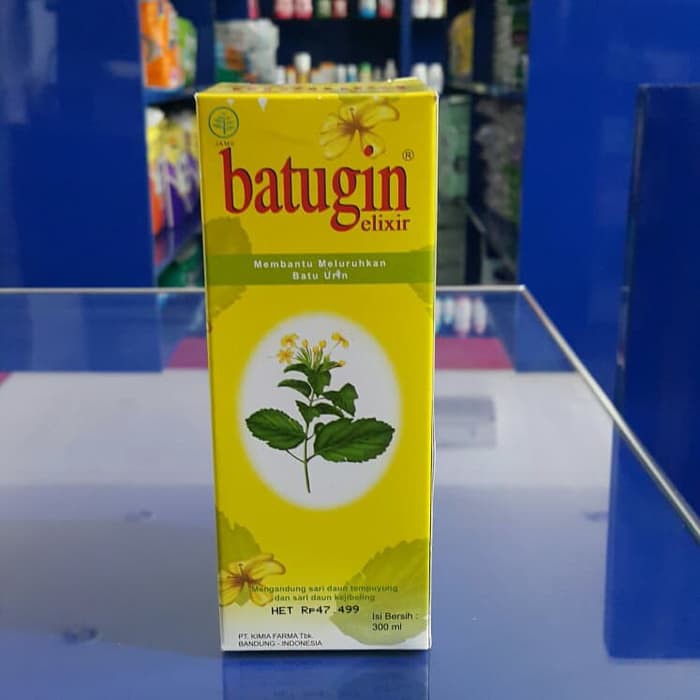 JAMU
batugin®
elixir
Membantu Meluruhkan
Batu Urin
Mengandung sari daun tempuyung
dan sari daun kejibeling
HET Rp47.499
Isi Bersih :
300 ml
PT. KIMIA FARMA Tbk.
BANDUNG - INDONESIA